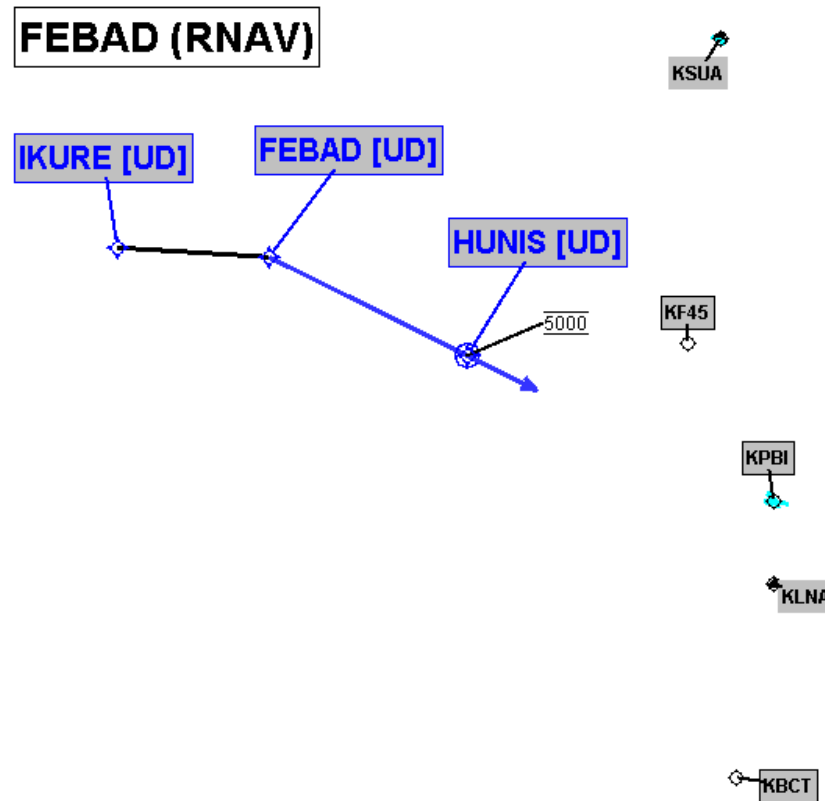 FEBAD (RNAV)
KSUA
IKURE [UD]
FEBAD [UD]
HUNIS [UD]
5000
KF45
KPBI
KLNA
KBCT